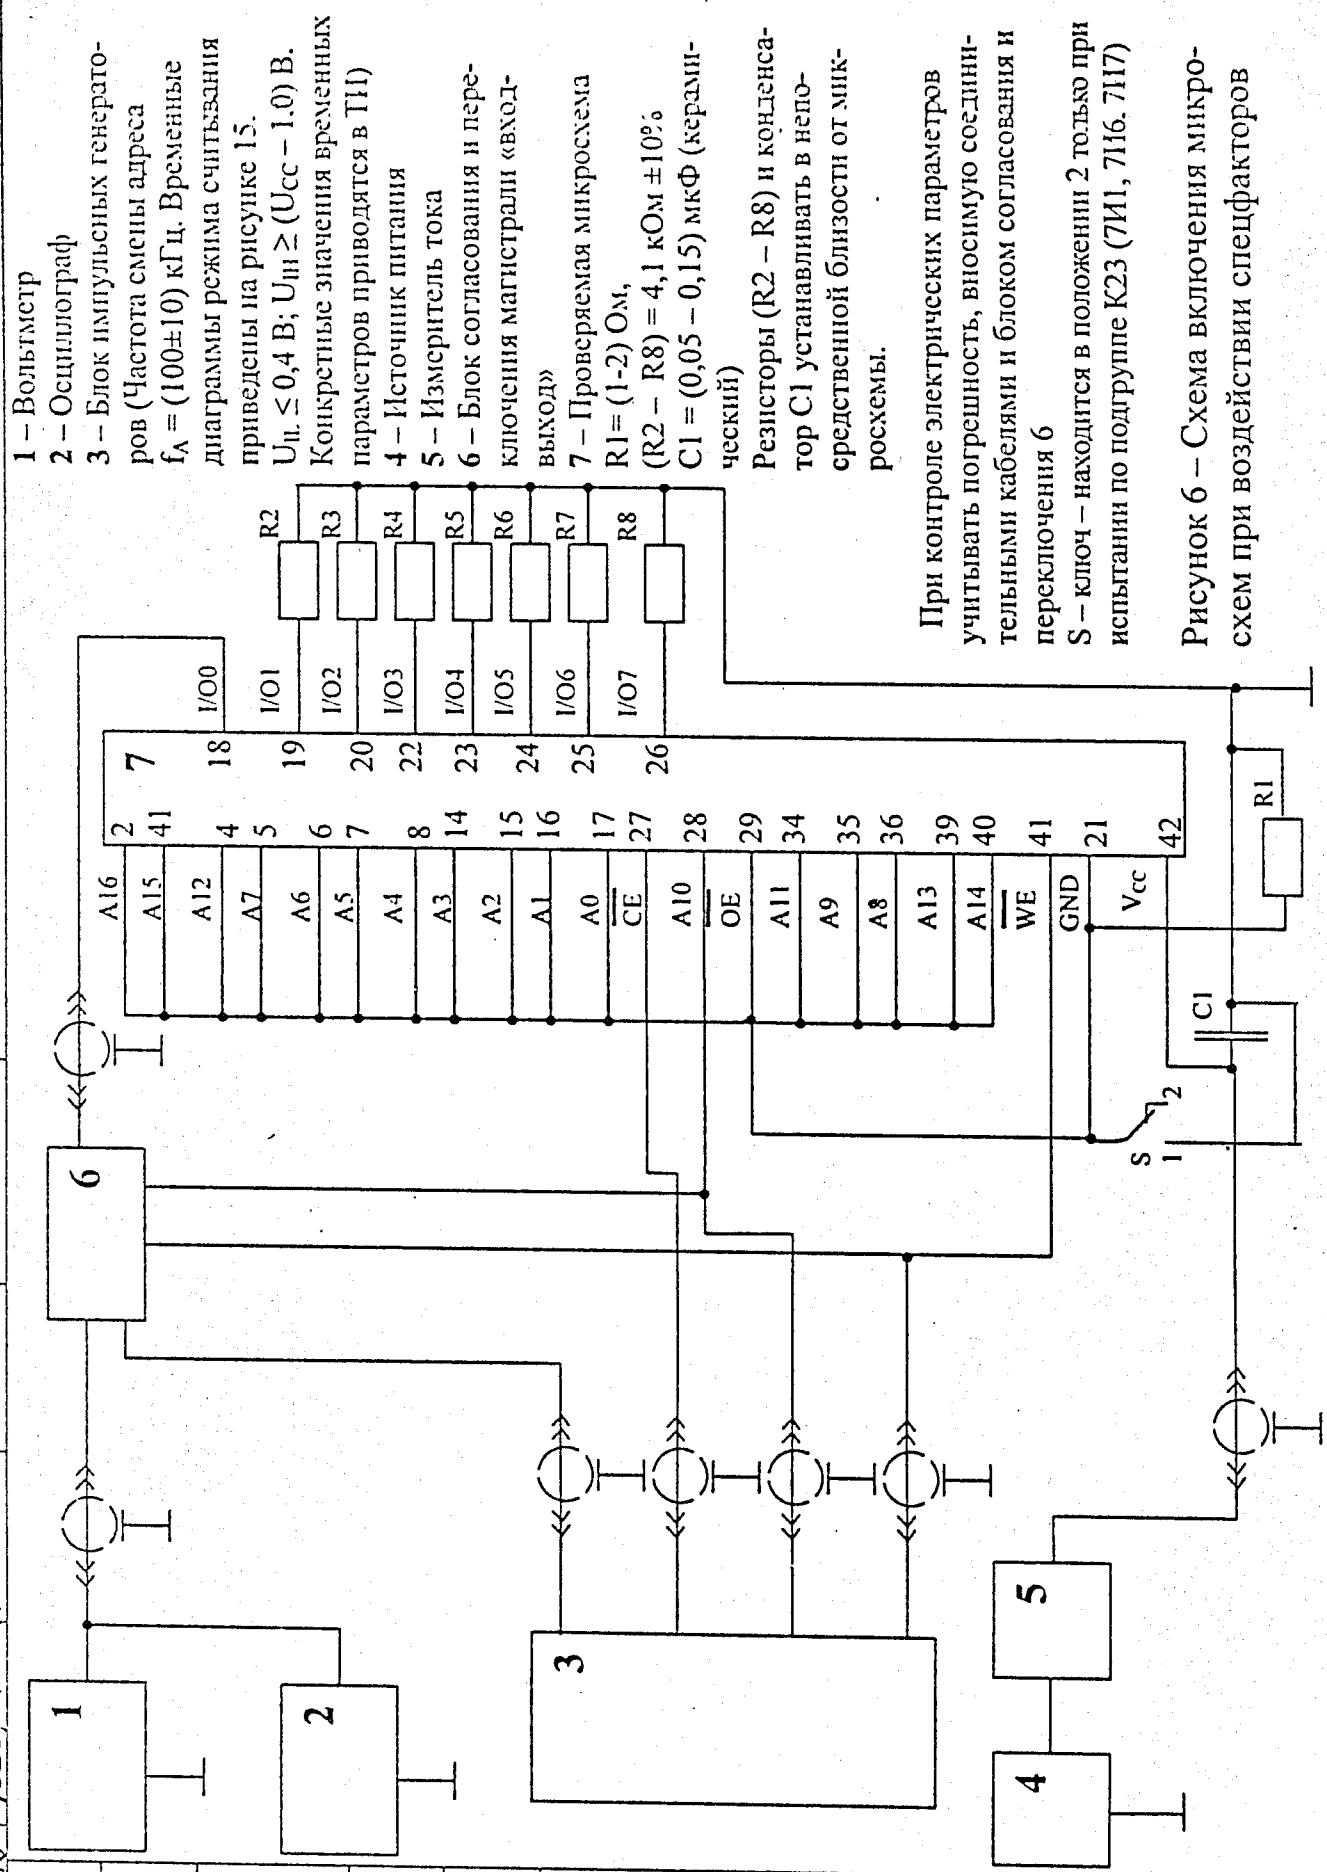 1 – Вольтметр
2 – Осциллограф
3 – Блок импульсных генерато-
ров (Частота смены адреса
fА = (100±10) кГц. Временные
диаграммы режима считывания
приведены на рисунке 15.
UIL ≤ 0,4 В; UIH ≥ (UCC – 1.0) В.
Конкретные значения временных
параметров приводятся в ТП)
4 – Источник питания
5 – Измеритель тока
6 – Блок согласования и пере-
ключения магистрали «вход-
выход»
7 – Проверяемая микросхема
R1= (1-2) Ом,
(R2 – R8) = 4,1 кОм ±10%
C1 = (0,05 – 0,15) мкФ (керами-
ческий)
Резисторы (R2 – R8) и конденса-
тор С1 устанавливать в непо-
средственной близости от мик-
росхемы.
При контроле электрических параметров
учитывать погрешность, вносимую соедини-
тельными кабелями и блоком согласования и
переключения 6
S – ключ – находится в положении 2 только при
испытании по подгруппе К23 (7И1, 7И6. 7И7)
Рисунок 6 – Схема включения микро-
схем при воздействии спецфакторов
1
2
3
4
5
6
7
A16 2
A15 41
A12 4
A7 5
A6 6
A5 7
A4 8
A3 14
A2 15
A1 16
A0 17
CE 27
A10 28
OE 29
A11 34
A9 35
A8 36
A13 39
A14 40
WE 41
GND 21
Vcc 42
18 I/O0
19 I/O1 R2
20 I/O2 R3
22 I/O3 R4
23 I/O4 R5
24 I/O5 R6
25 I/O6 R7
26 I/O7 R8
R1
C1
S 1 2